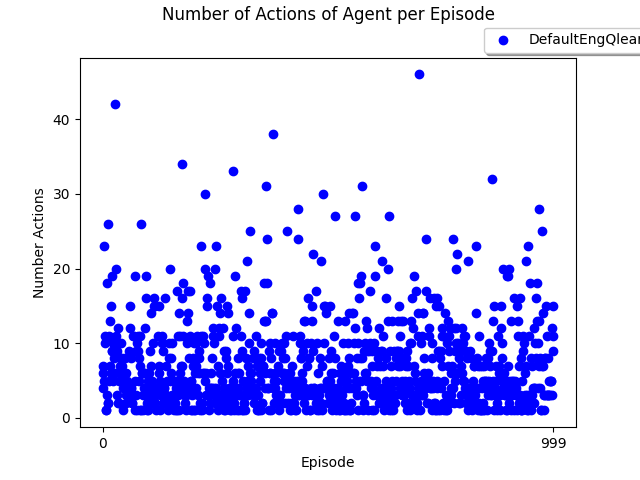 Number of Actions of Agent per Episode
DefaultEngQlear
Number Actions
40
30
20
10
0
0
999
Episode